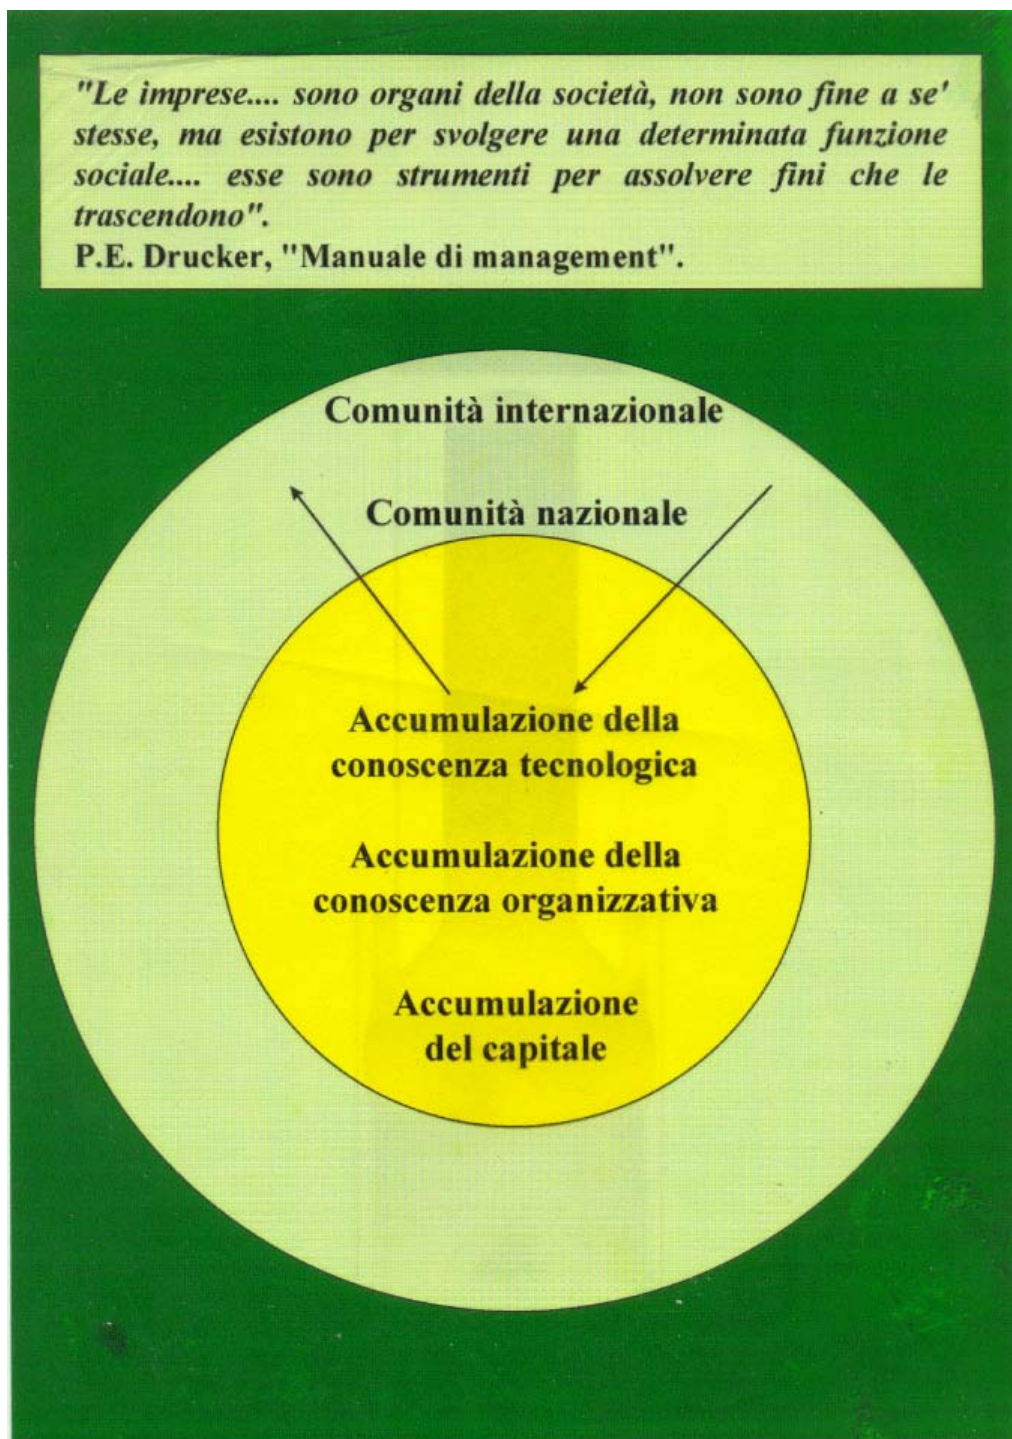 "Le imprese.... sono organi della società, non sono fine a se'
stesse, ma esistono per svolgere una determinata funzione
sociale.... esse sono strumenti per assolvere fini che le
trascendono".
P.E. Drucker, "Manuale di management".
Comunità internazionale
Comunità nazionale
Accumulazione della
conoscenza tecnologica
Accumulazione della
conoscenza organizzativa
Accumulazione
del capitale